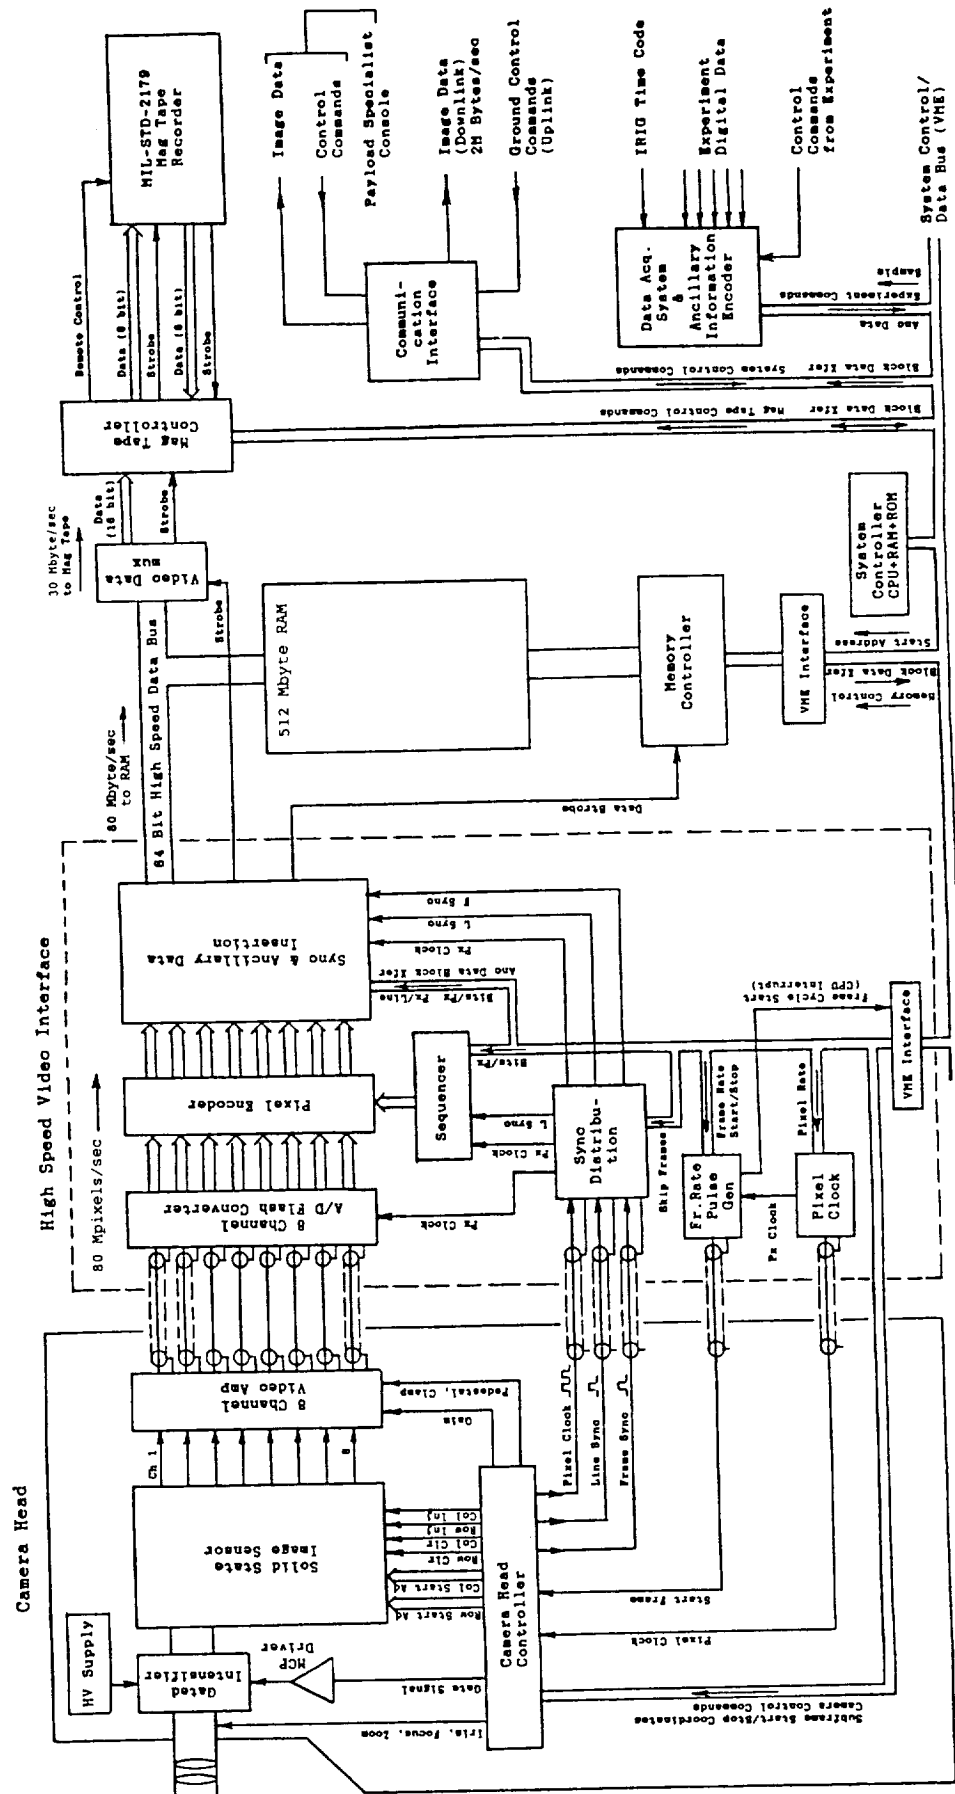 Camera Head
High Speed Video Interface
HV Supply
Gated
Intensifier
MCP
Driver
Solid State
Image Sensor
Iris, Focus, Zoom
Gate Signal
Row Start Ad
Col Start Ad
Row Clr
Col Clr
Row Inj
Col Inj
Camera Head
Controller
Ch 1
8
8 Channel
Video Amp
Gain
Pedestal, Clamp
Pixel Clock
Line Sync
Frame Sync
Start Frame
Pixel Clock
Subframe Start/Stop Coordinates
Camera Control Commands
80 Mpixels/sec
8 Channel
A/D Flash Converter
Pixel Encoder
Sync & Ancillary Data
Insertion
Px Clock
Sequencer
Px Clock
L Sync
Bits/Px
Bits/Px Px/Line
Anc Data Block Xfer
Px Clock
L Sync
F Sync
Sync
Distribu-
tion
Skip Frames
Fr.Rate
Pulse
Gen
Frame Rate
Start/Stop
Px Clock
Pixel
Clock
Pixel Rate
Frame Cycle Start
(CPU Interrupt)
VME Interface
80 Mbyte/sec
to RAM
64 Bit High Speed Data Bus
Data Strobe
Strobe
512 Mbyte RAM
Memory
Controller
VME Interface
Memory Control
Block Data Xfer
Start Address
System
Controller
CPU+RAM+ROM
30 Mbyte/sec
to Mag Tape
Video Data
mux
Data
(16 bit)
Strobe
Mag Tape
Controller
Remote Control
Data (8 bit)
Strobe
Data (8 bit)
Strobe
MIL-STD-2179
Mag Tape
Recorder
Mag Tape Control Commands
Block Data Xfer
System Control Commands
Block Data Xfer
Communi-
cation
Interface
Image Data
Control
Commands
Payload Specialist
Console
Image Data
(Downlink)
2M Bytes/sec
Ground Control
Commands
(Uplink)
Data Acq.
System
&
Ancillary
Information
Encoder
IRIG Time Code
Experiment
Digital Data
Control
Commands
from Experiment
Anc Data
Experiment Commands
Sample
System Control/
Data Bus (VME)